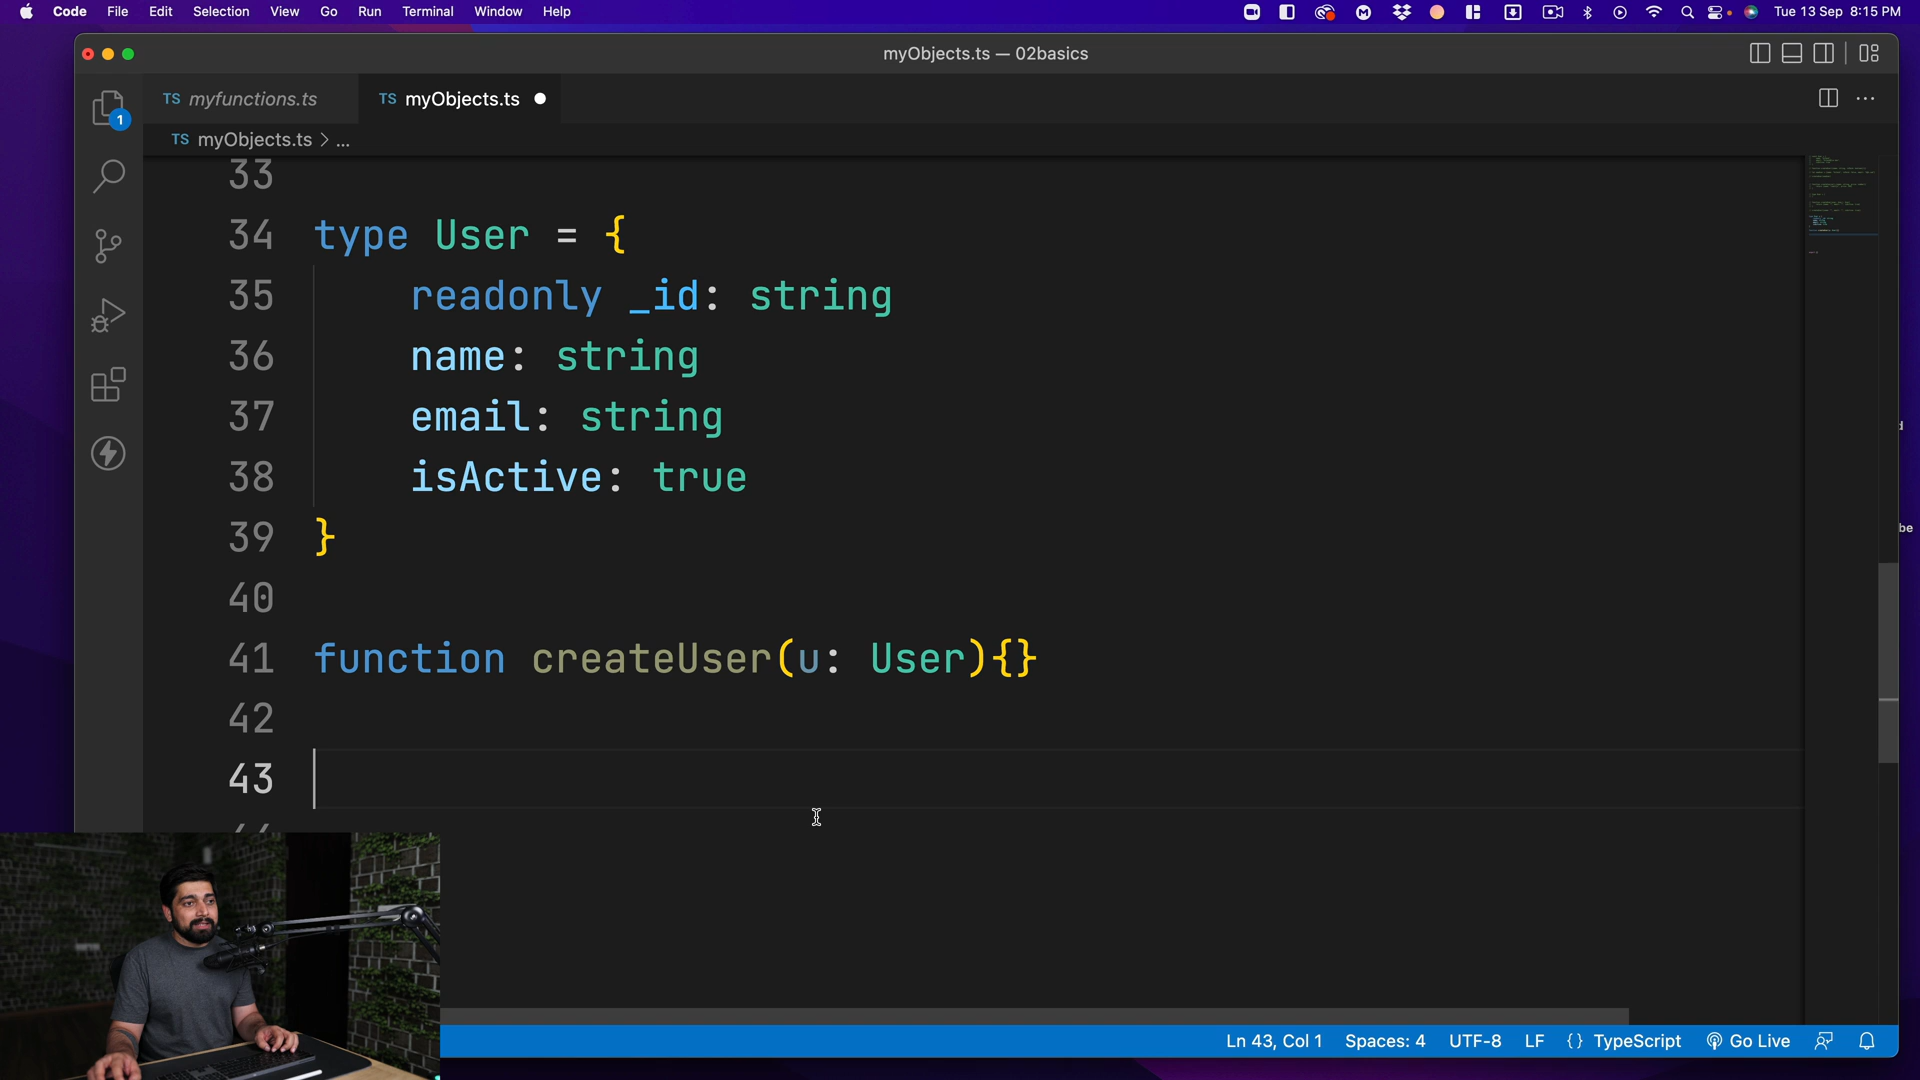 Code File Edit Selection View Go Run Terminal Window Help Tue 13 Sep 8:15 PM
myObjects.ts — 02basics
TS myfunctions.ts TS myObjects.ts
1
TS myObjects.ts > ...
33
34 type User = {
35 readonly _id: string
36 name: string
37 email: string
38 isActive: true
39 }
40
41 function createUser(u: User){}
42
43
be
Ln 43, Col 1 Spaces: 4 UTF-8 LF {} TypeScript Go Live